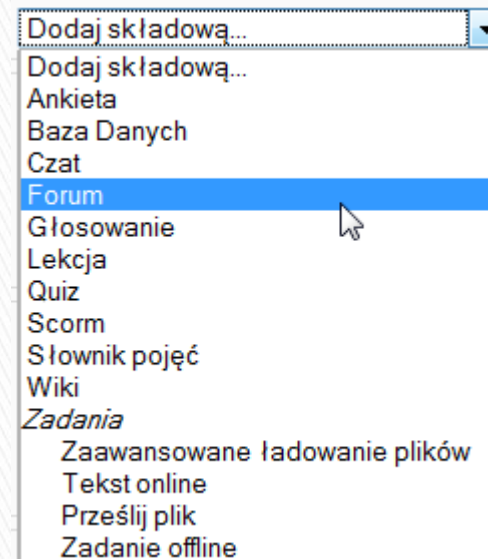 Dodaj składową...
Dodaj składową...
Ankieta
Baza Danych
Czat
Forum
Głosowanie
Lekcja
Quiz
Scorm
Słownik pojęć
Wiki
Zadania
Zaawansowane ładowanie plików
Tekst online
Prześlij plik
Zadanie offline